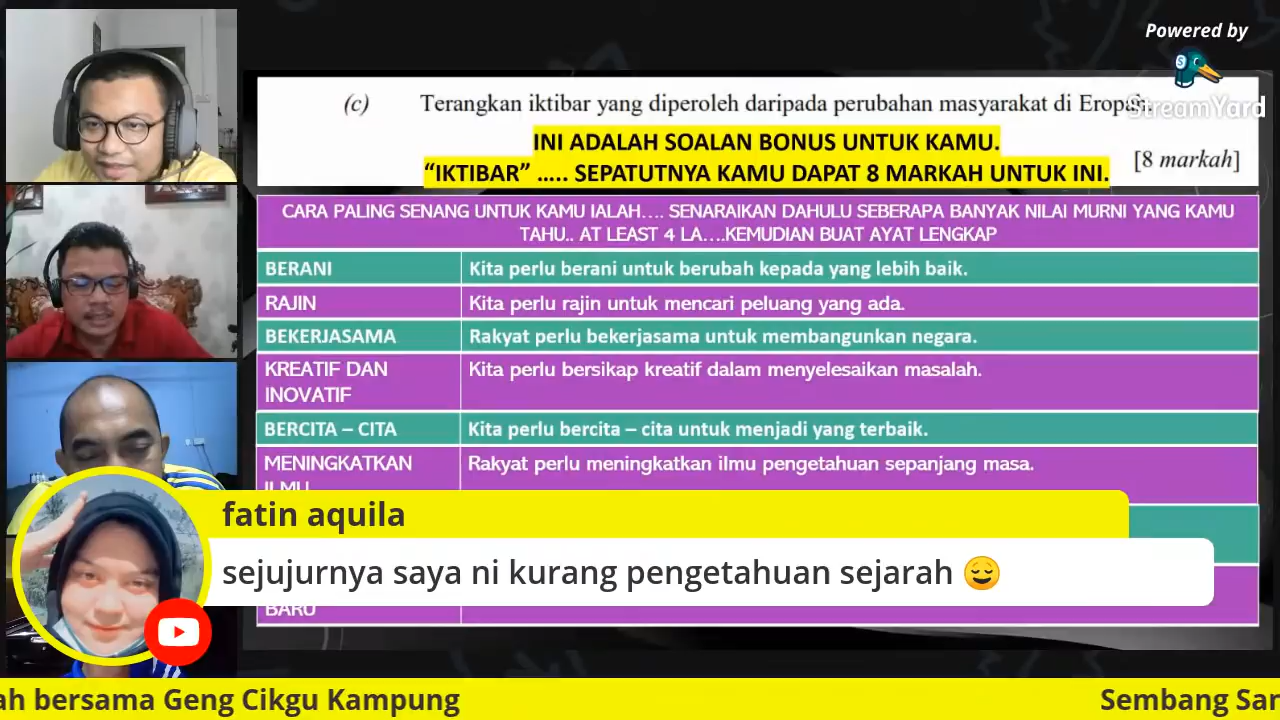 Powered by
StreamYard
(c) Terangkan iktibar yang diperoleh daripada perubahan masyarakat di Eropah.
INI ADALAH SOALAN BONUS UNTUK KAMU.
“IKTIBAR” ….. SEPATUTNYA KAMU DAPAT 8 MARKAH UNTUK INI.
[8 markah]
CARA PALING SENANG UNTUK KAMU IALAH…. SENARAIKAN DAHULU SEBERAPA BANYAK NILAI MURNI YANG KAMU
TAHU.. AT LEAST 4 LA….KEMUDIAN BUAT AYAT LENGKAP
BERANI Kita perlu berani untuk berubah kepada yang lebih baik.
RAJIN Kita perlu rajin untuk mencari peluang yang ada.
BEKERJASAMA Rakyat perlu bekerjasama untuk membangunkan negara.
KREATIF DAN Kita perlu bersikap kreatif dalam menyelesaikan masalah.
INOVATIF
BERCITA – CITA Kita perlu bercita – cita untuk menjadi yang terbaik.
MENINGKATKAN Rakyat perlu meningkatkan ilmu pengetahuan sepanjang masa.
ILMU
fatin aquila
sejujurnya saya ni kurang pengetahuan sejarah 😌
BARU
ah bersama Geng Cikgu Kampung
Sembang San